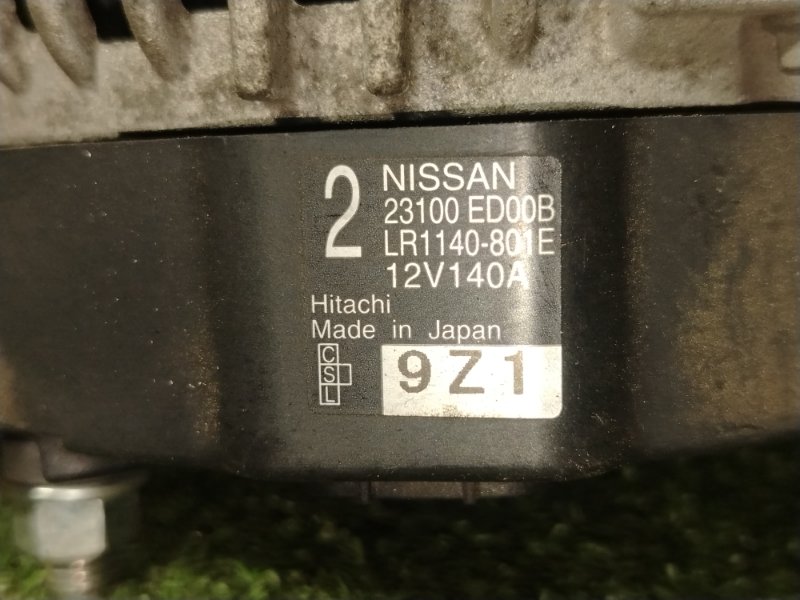 2 NISSAN
23100 ED00B
LR1140-801E
12V140A
Hitachi
Made in Japan
C
S
L
9Z1